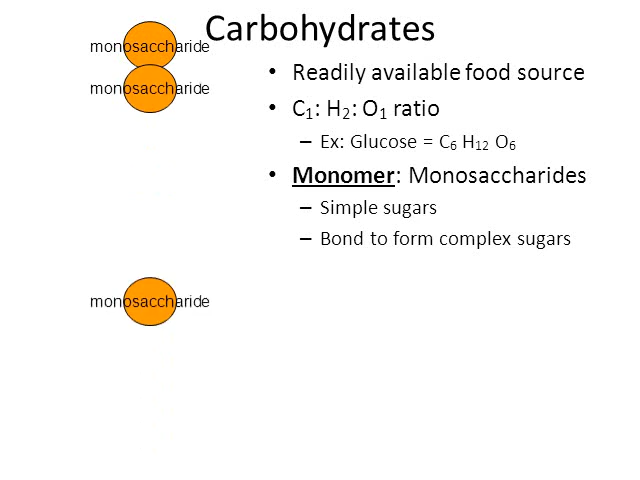 Carbohydrates
monosaccharide
monosaccharide
• Readily available food source
• C₁: H₂: O₁ ratio
– Ex: Glucose = C₆ H₁₂ O₆
• Monomer: Monosaccharides
– Simple sugars
– Bond to form complex sugars
monosaccharide